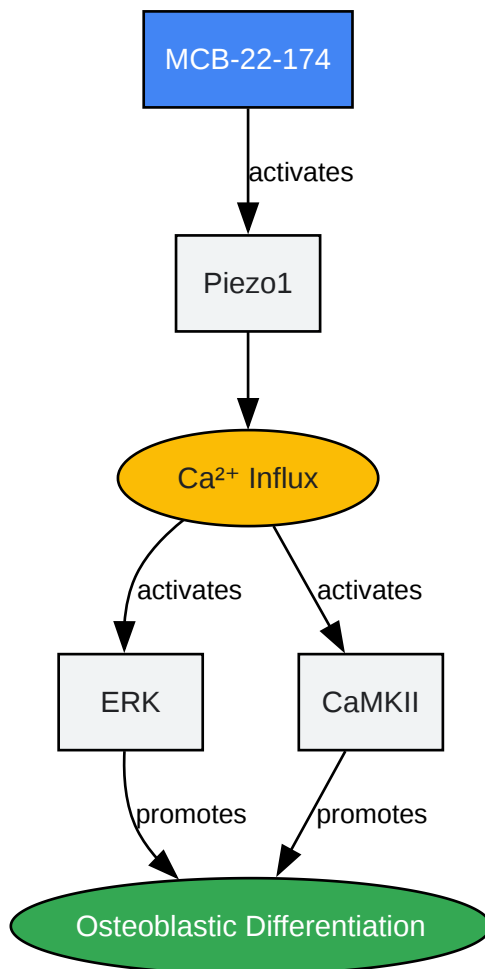 MCB-22-174
activates
Piezo1
Ca²⁺ Influx
activates
activates
ERK
CaMKII
promotes
promotes
Osteoblastic Differentiation